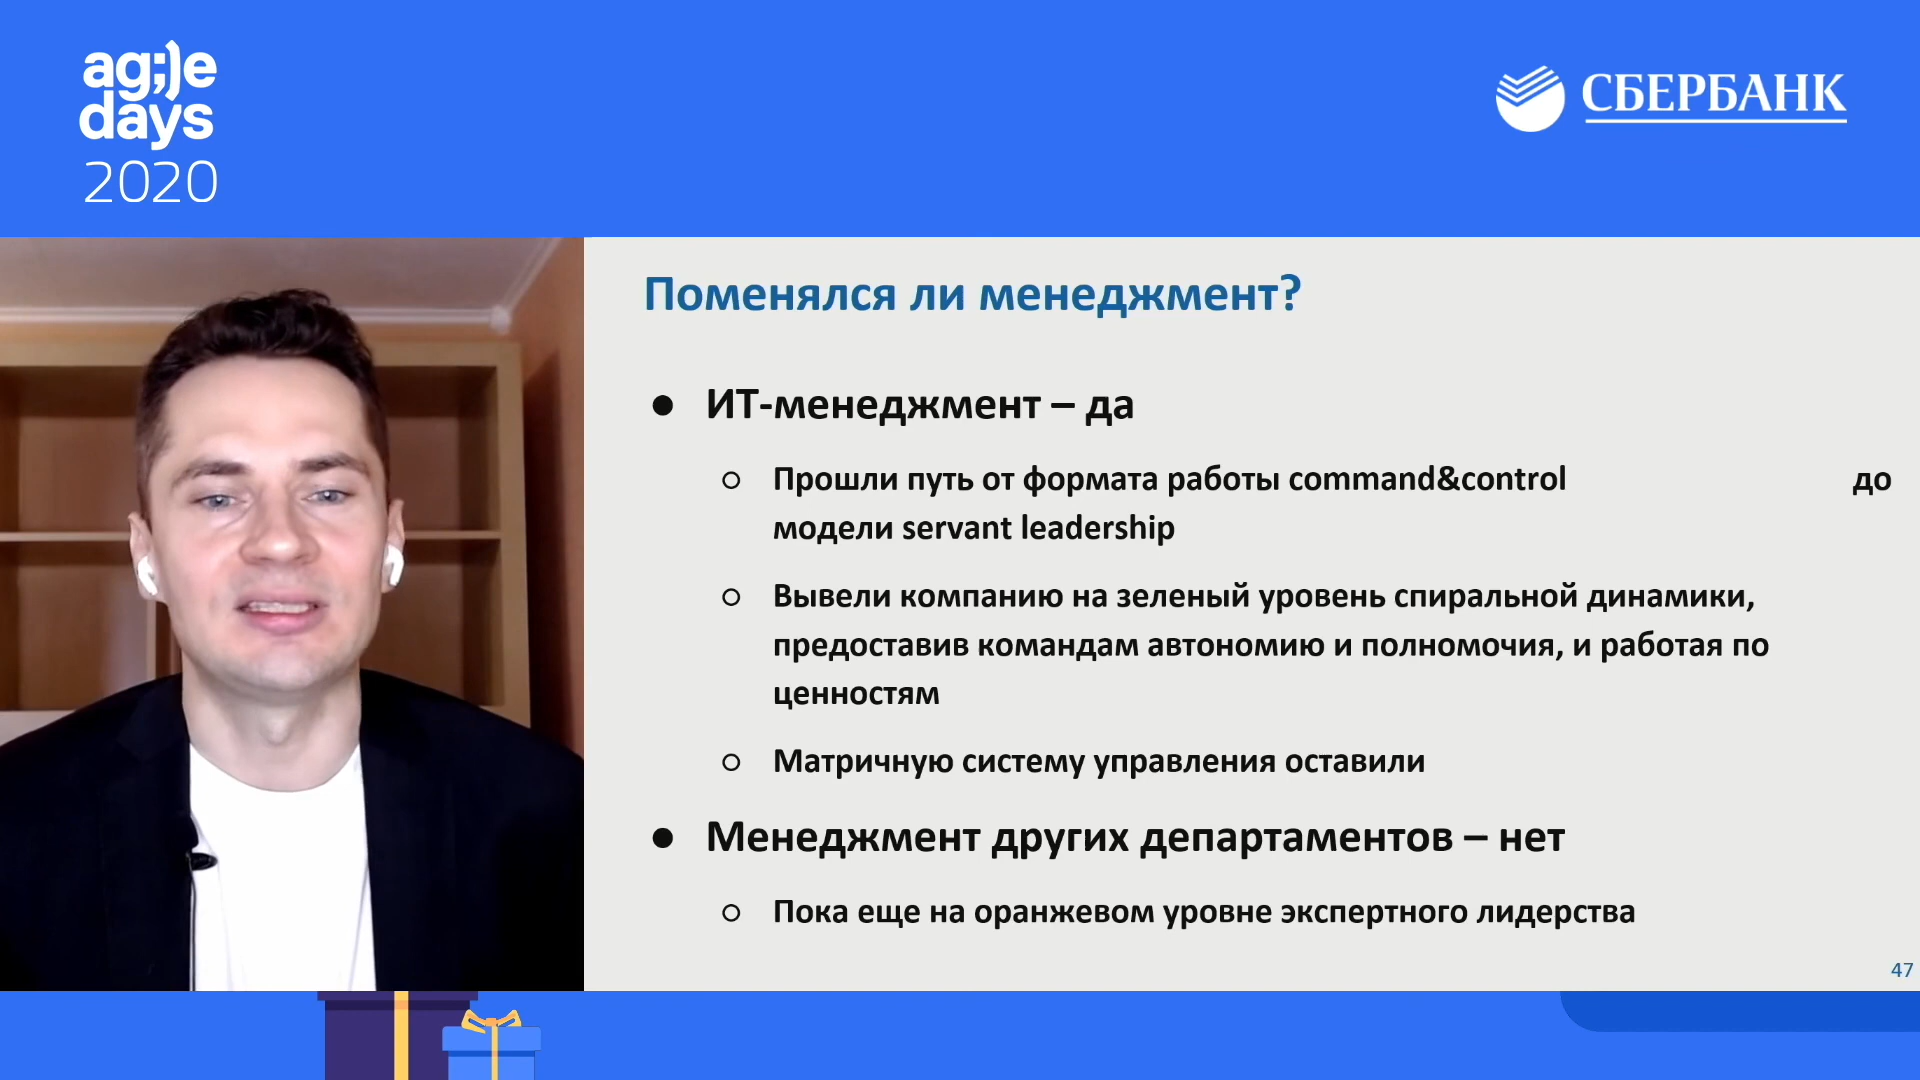 ag;le
days
2020
СБЕРБАНК
Поменялся ли менеджмент?
● ИТ-менеджмент – да
○ Прошли путь от формата работы command&control до
модели servant leadership
○ Вывели компанию на зеленый уровень спиральной динамики,
предоставив командам автономию и полномочия, и работая по
ценностям
○ Матричную систему управления оставили
● Менеджмент других департаментов – нет
○ Пока еще на оранжевом уровне экспертного лидерства
47